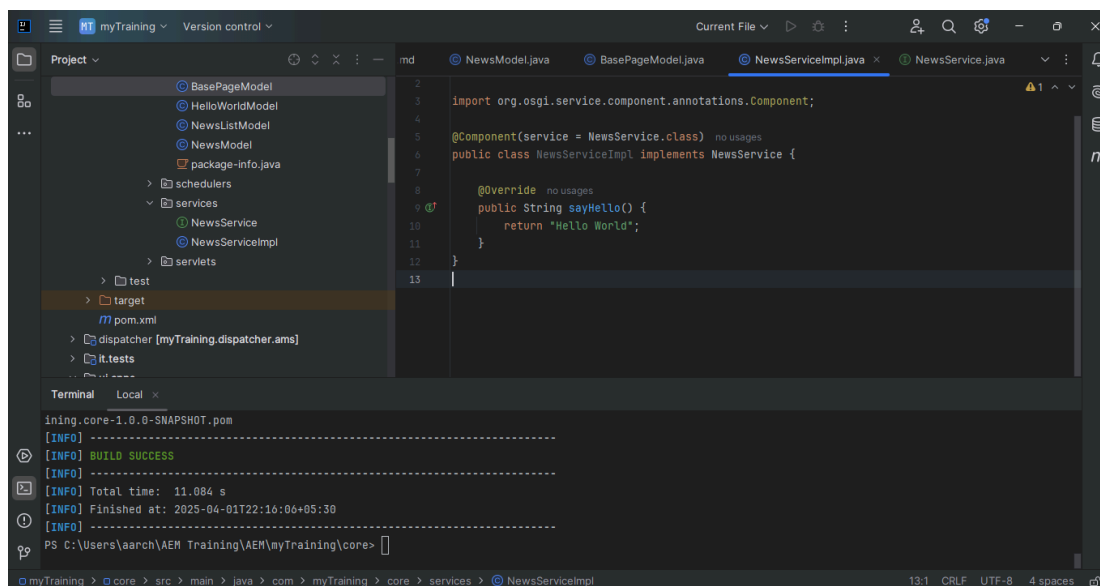 MT myTraining Version control Current File
Project
BasePageModel
HelloWorldModel
NewsListModel
NewsModel
package-info.java
schedulers
services
NewsService
NewsServiceImpl
servlets
test
target
m pom.xml
dispatcher [myTraining.dispatcher.ams]
it.tests
md NewsModel.java BasePageModel.java NewsServiceImpl.java NewsService.java
1
2
3 import org.osgi.service.component.annotations.Component;
4
5 @Component(service = NewsService.class) no usages
6 public class NewsServiceImpl implements NewsService {
7
8 @Override no usages
9 public String sayHello() {
10 return "Hello World";
11 }
12 }
13
Terminal Local
ining.core-1.0.0-SNAPSHOT.pom
[INFO] ------------------------------------------------------------------------
[INFO] BUILD SUCCESS
[INFO] ------------------------------------------------------------------------
[INFO] Total time: 11.084 s
[INFO] Finished at: 2025-04-01T22:16:06+05:30
[INFO] ------------------------------------------------------------------------
PS C:\Users\aarch\AEM Training\AEM\myTraining\core>
myTraining > core > src > main > java > com > myTraining > core > services > NewsServiceImpl 13:1 CRLF UTF-8 4 spaces